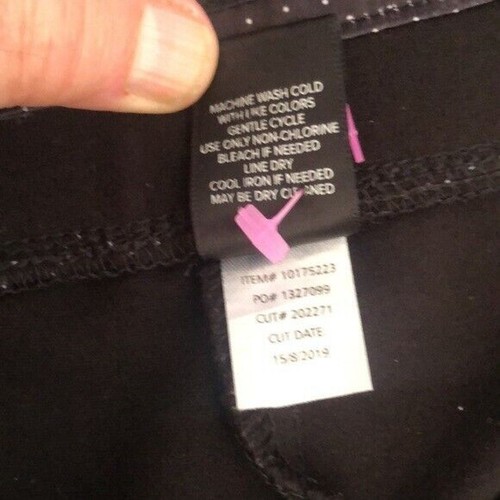 MACHINE WASH COLD
WITH LIKE COLORS
GENTLE CYCLE
USE ONLY NON-CHLORINE
BLEACH IF NEEDED
LINE DRY
COOL IRON IF NEEDED
MAY BE DRY CLEANED
ITEM# 10175223
PO# 1327099
CUT# 202271
CUT DATE
15/8/2019